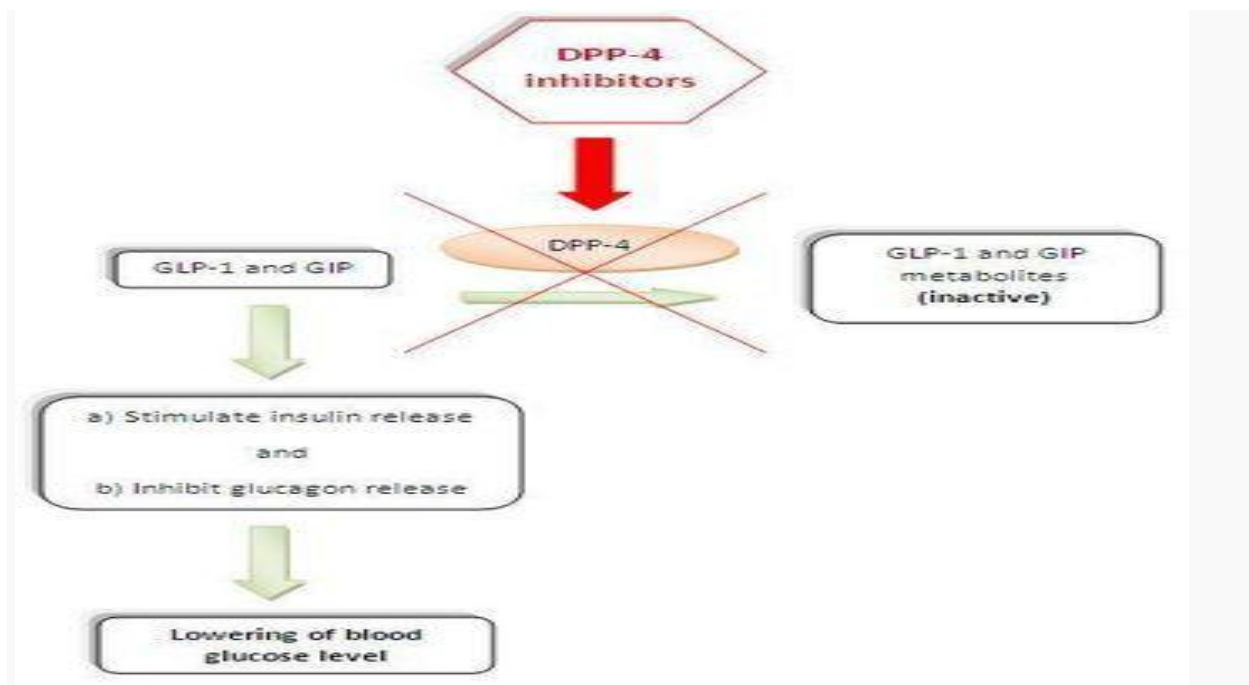 DPP-4
inhibitors
DPP-4
GLP-1 and GIP
GLP-1 and GIP
metabolites
(inactive)
a) Stimulate insulin release
and
b) Inhibit glucagon release
Lowering of blood
glucose level